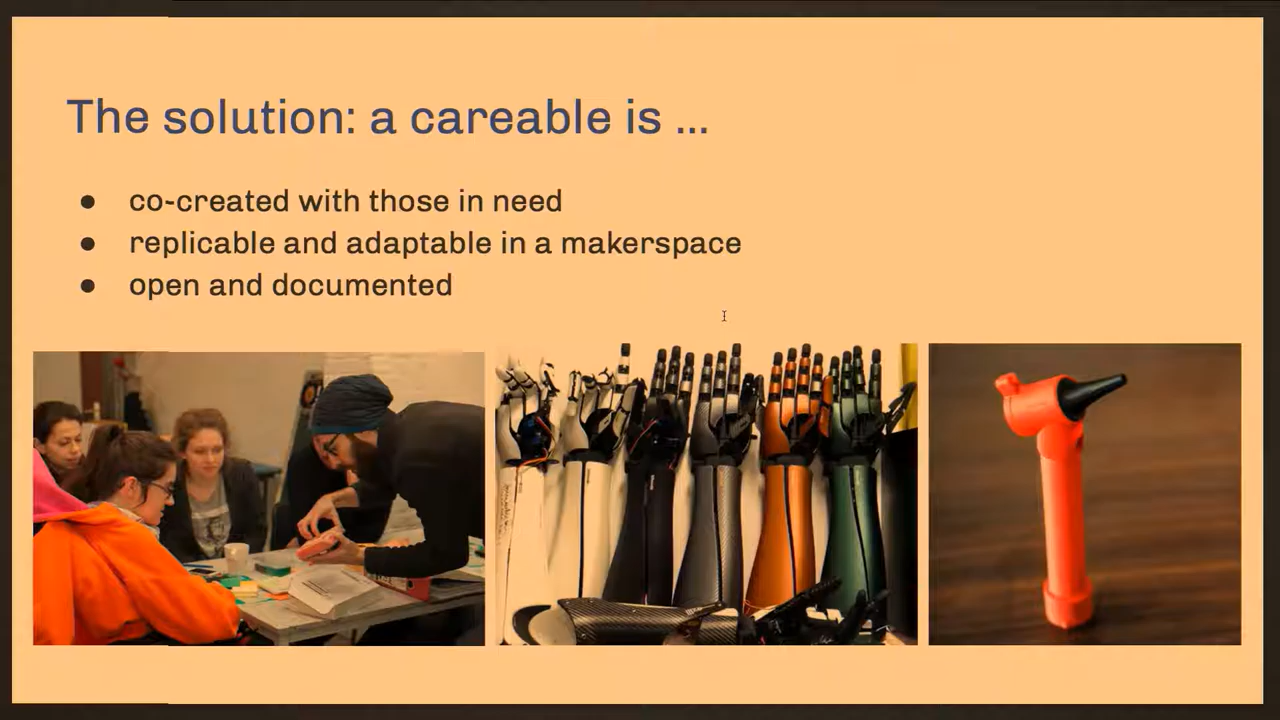 The solution: a careable is ...
● co-created with those in need
● replicable and adaptable in a makerspace
● open and documented